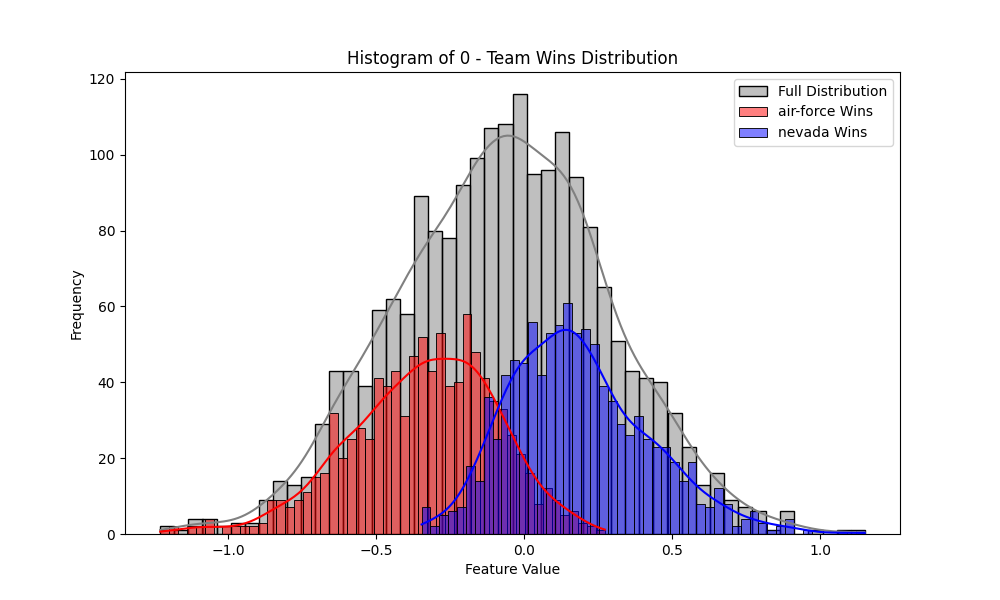 Histogram of 0 - Team Wins Distribution
Full Distribution
air-force Wins
nevada Wins
Frequency
120
100
80
60
40
20
0
−1.0
−0.5
0.0
0.5
1.0
Feature Value